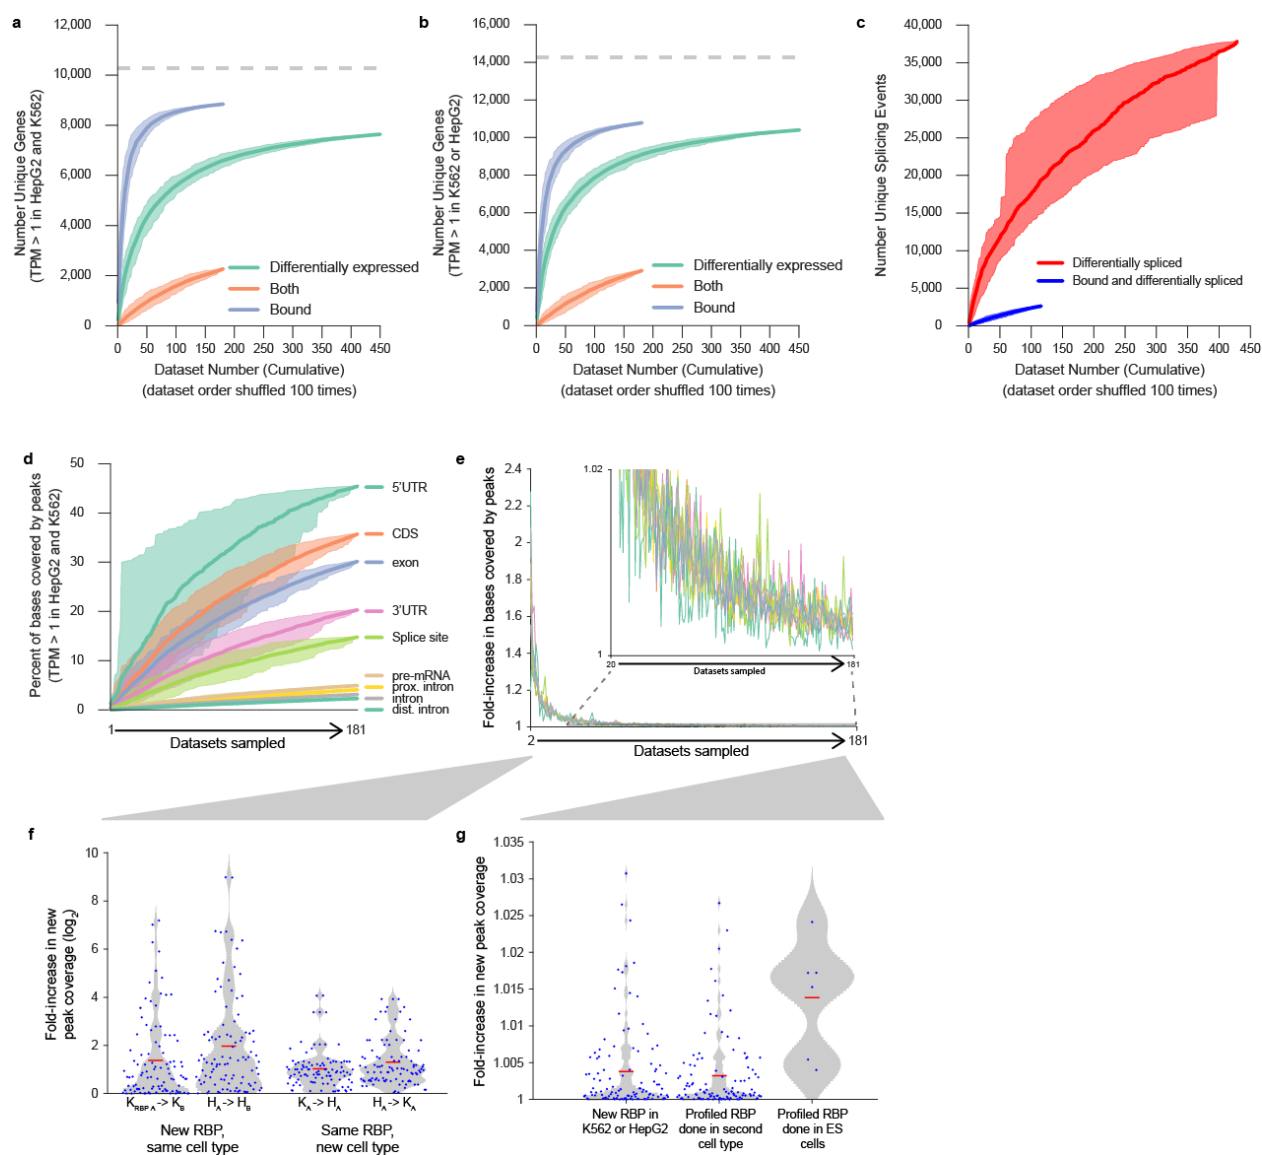 a
12,000
10,000
8,000
6,000
4,000
2,000
0
Number Unique Genes
(TPM > 1 in HepG2 and K562)
Differentially expressed
Both
Bound
0 50 100 150 200 250 300 350 400 450
Dataset Number (Cumulative)
(dataset order shuffled 100 times)
b
16,000
14,000
12,000
10,000
8,000
6,000
4,000
2,000
0
Number Unique Genes
(TPM > 1 in K562 or HepG2)
Differentially expressed
Both
Bound
0 50 100 150 200 250 300 350 400 450
Dataset Number (Cumulative)
(dataset order shuffled 100 times)
c
40,000
35,000
30,000
25,000
20,000
15,000
10,000
5,000
0
Number Unique Splicing Events
Differentially spliced
Bound and differentially spliced
0 50 100 150 200 250 300 350 400 450
Dataset Number (Cumulative)
(dataset order shuffled 100 times)
d
50
40
30
20
10
0
Percent of bases covered by peaks
(TPM > 1 in HepG2 and K562)
5'UTR
CDS
exon
3'UTR
Splice site
pre-mRNA
prox. intron
intron
dist. intron
1 181
Datasets sampled
e
2.4
2.2
2
1.8
1.6
1.4
1.2
1
Fold-increase in bases covered by peaks
1.02
1
20 181
Datasets sampled
2 181
Datasets sampled
f
10
8
6
4
2
0
Fold-increase in new
peak coverage (log2)
K RBP A -> K B
H A -> H B
K A -> H A
H A -> K A
New RBP,
same cell type
Same RBP,
new cell type
g
1.035
1.03
1.025
1.02
1.015
1.01
1.005
1
Fold-increase in new peak coverage
New RBP in
K562 or HepG2
Profiled RBP
done in second
cell type
Profiled RBP
done in ES
cells